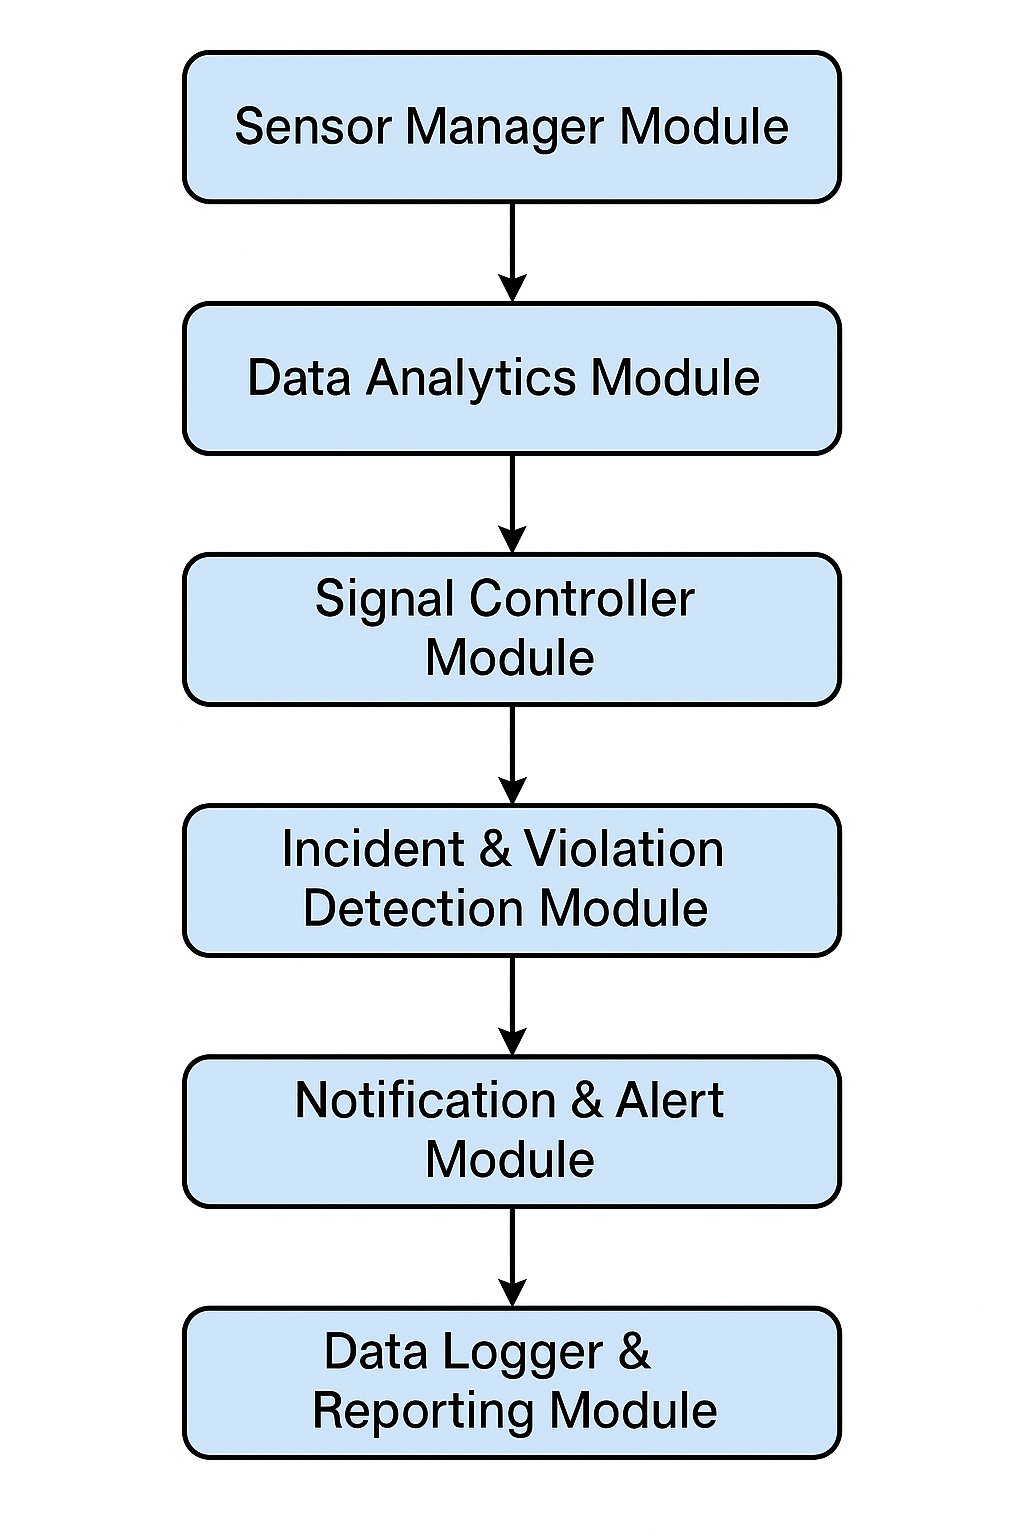 Sensor Manager Module
Data Analytics Module
Signal Controller
Module
Incident & Violation
Detection Module
Notification & Alert
Module
Data Logger &
Reporting Module